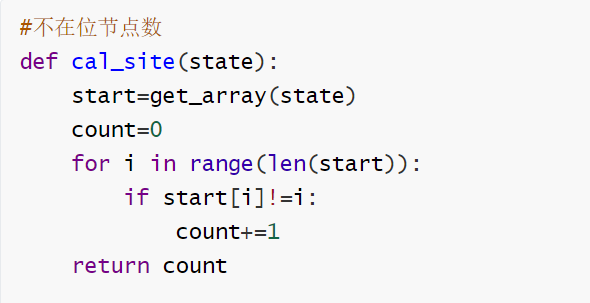 #不在位节点数
def cal_site(state):
    start=get_array(state)
    count=0
    for i in range(len(start)):
        if start[i]!=i:
            count+=1
    return count